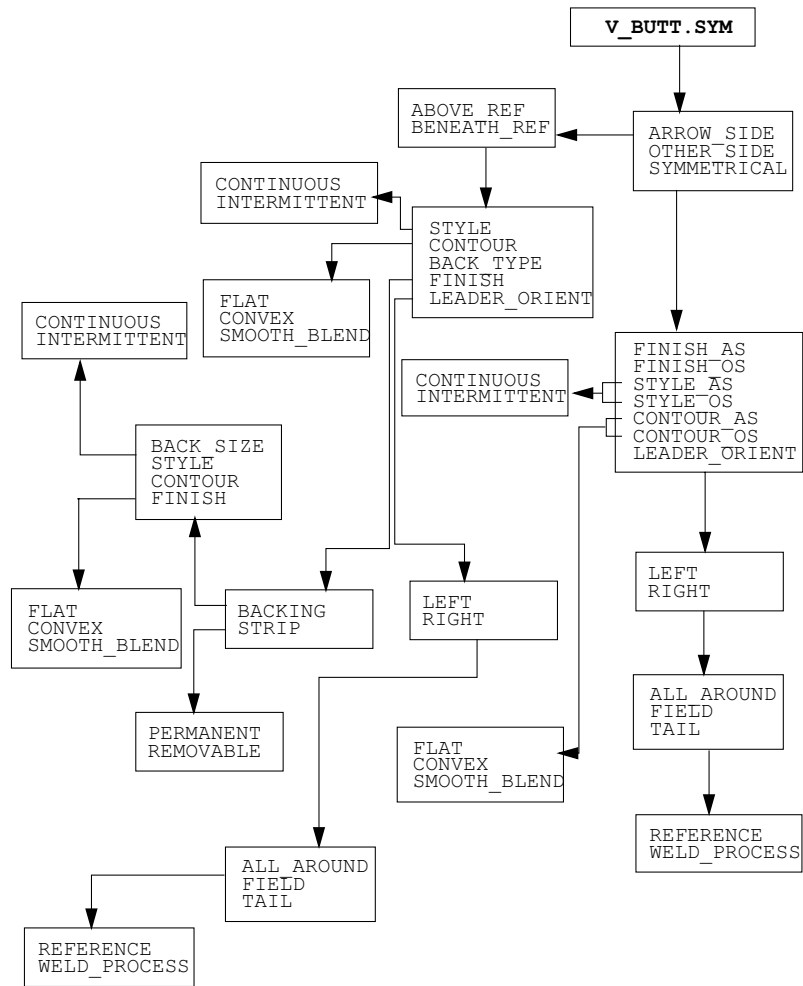 V_BUTT.SYM
ABOVE_REF
BENEATH_REF
ARROW_SIDE
OTHER_SIDE
SYMMETRICAL
CONTINUOUS
INTERMITTENT
STYLE
CONTOUR
BACK_TYPE
FINISH
LEADER_ORIENT
FLAT
CONVEX
SMOOTH_BLEND
CONTINUOUS
INTERMITTENT
FINISH_AS
FINISH_OS
STYLE_AS
STYLE_OS
CONTOUR_AS
CONTOUR_OS
LEADER_ORIENT
CONTINUOUS
INTERMITTENT
BACK_SIZE
STYLE
CONTOUR
FINISH
LEFT
RIGHT
FLAT
CONVEX
SMOOTH_BLEND
BACKING
STRIP
LEFT
RIGHT
ALL_AROUND
FIELD
TAIL
PERMANENT
REMOVABLE
FLAT
CONVEX
SMOOTH_BLEND
REFERENCE
WELD_PROCESS
ALL_AROUND
FIELD
TAIL
REFERENCE
WELD_PROCESS